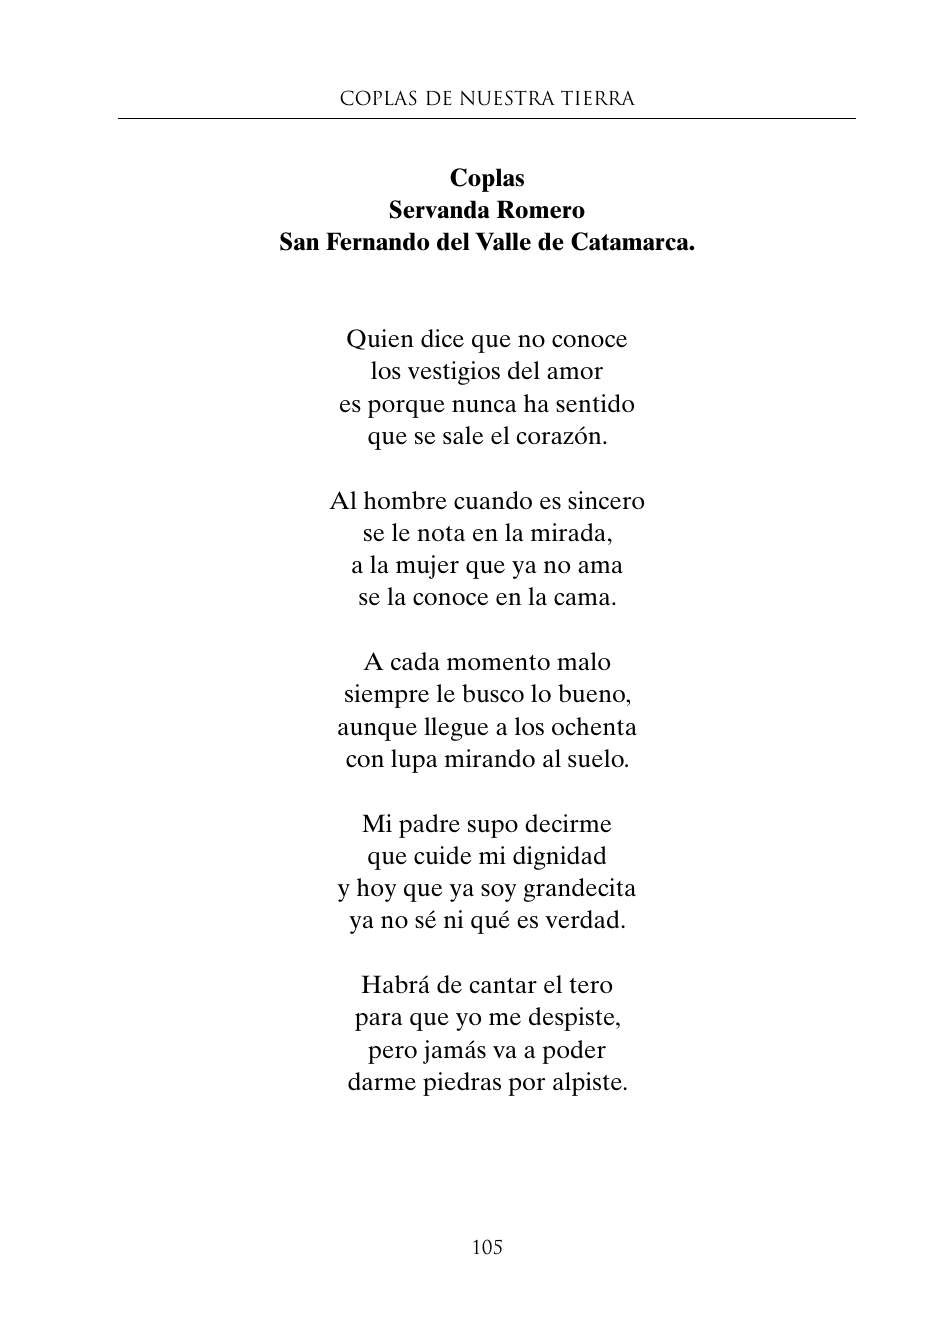 COPLAS DE NUESTRA TIERRA
Coplas
Servanda Romero
San Fernando del Valle de Catamarca.
Quien dice que no conoce
los vestigios del amor
es porque nunca ha sentido
que se sale el corazón.
Al hombre cuando es sincero
se le nota en la mirada,
a la mujer que ya no ama
se la conoce en la cama.
A cada momento malo
siempre le busco lo bueno,
aunque llegue a los ochenta
con lupa mirando al suelo.
Mi padre supo decirme
que cuide mi dignidad
y hoy que ya soy grandecita
ya no sé ni qué es verdad.
Habrá de cantar el tero
para que yo me despiste,
pero jamás va a poder
darme piedras por alpiste.
105